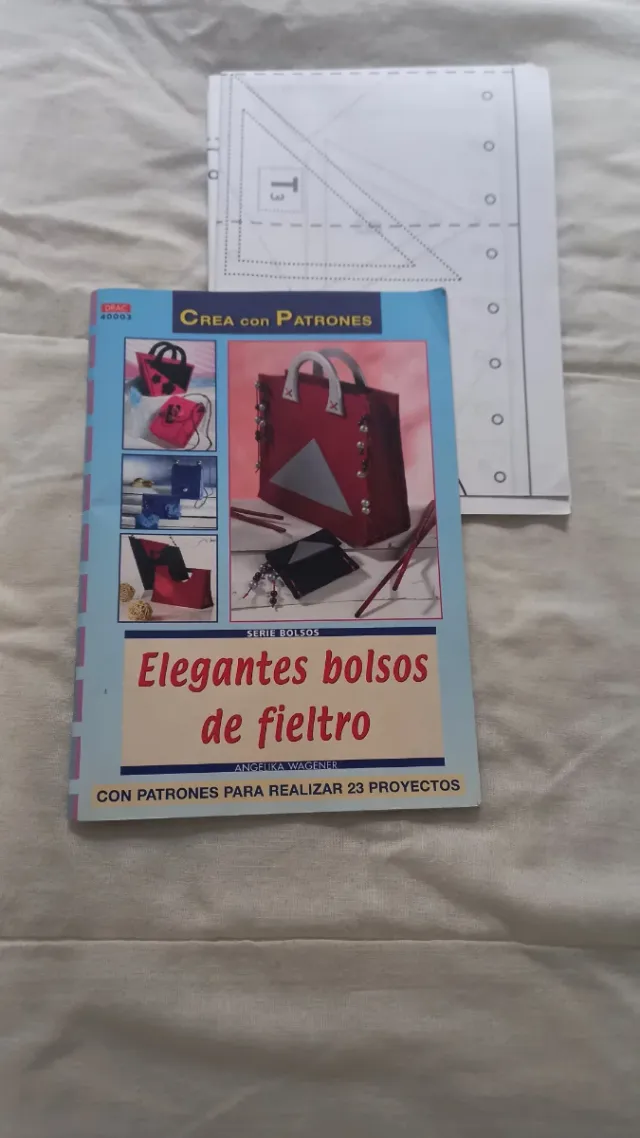 T3
DRAC
40003
CREA CON PATRONES
SERIE BOLSOS
Elegantes bolsos
de fieltro
ANGELIKA WAGENER
CON PATRONES PARA REALIZAR 23 PROYECTOS